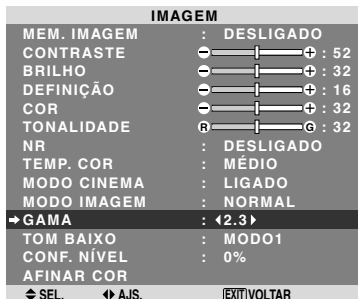 IMAGEM
MEM. IMAGEM : DESLIGADO
CONTRASTE : 52
BRILHO : 32
DEFINIÇÃO : 16
COR : 32
TONALIDADE R G : 32
NR : DESLIGADO
TEMP. COR : MÉDIO
MODO CINEMA : LIGADO
MODO IMAGEM : NORMAL
GAMA : 2.3
TOM BAIXO : MODO1
CONF. NÍVEL : 0%
AFINAR COR
SEL. AJS. EXIT VOLTAR